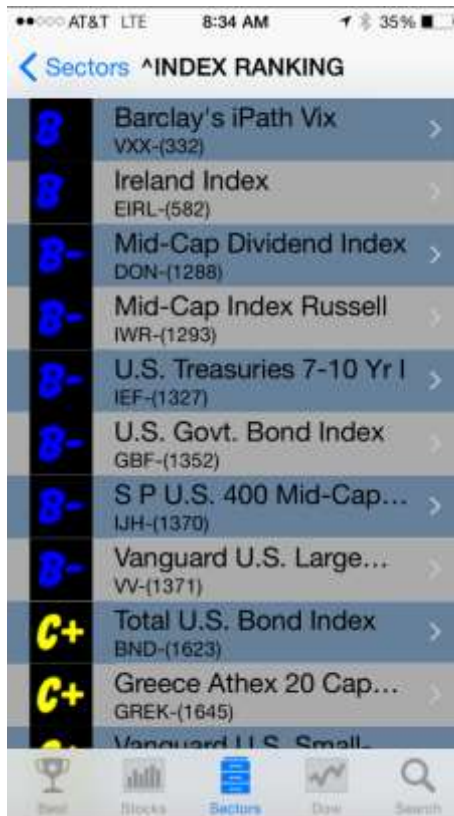 AT&T LTE 8:34 AM 35%
Sectors ^INDEX RANKING
B Barclay's iPath Vix
VXX-(332)
B Ireland Index
EIRL-(582)
B- Mid-Cap Dividend Index
DON-(1288)
B- Mid-Cap Index Russell
IWR-(1293)
B- U.S. Treasuries 7-10 Yr I
IEF-(1327)
B- U.S. Govt. Bond Index
GBF-(1352)
B- S P U.S. 400 Mid-Cap...
IJH-(1370)
B- Vanguard U.S. Large...
VV-(1371)
C+ Total U.S. Bond Index
BND-(1623)
C+ Greece Athex 20 Cap...
GREK-(1645)
Vanguard U.S. Small-
Best Blocks Sectors Dow Search